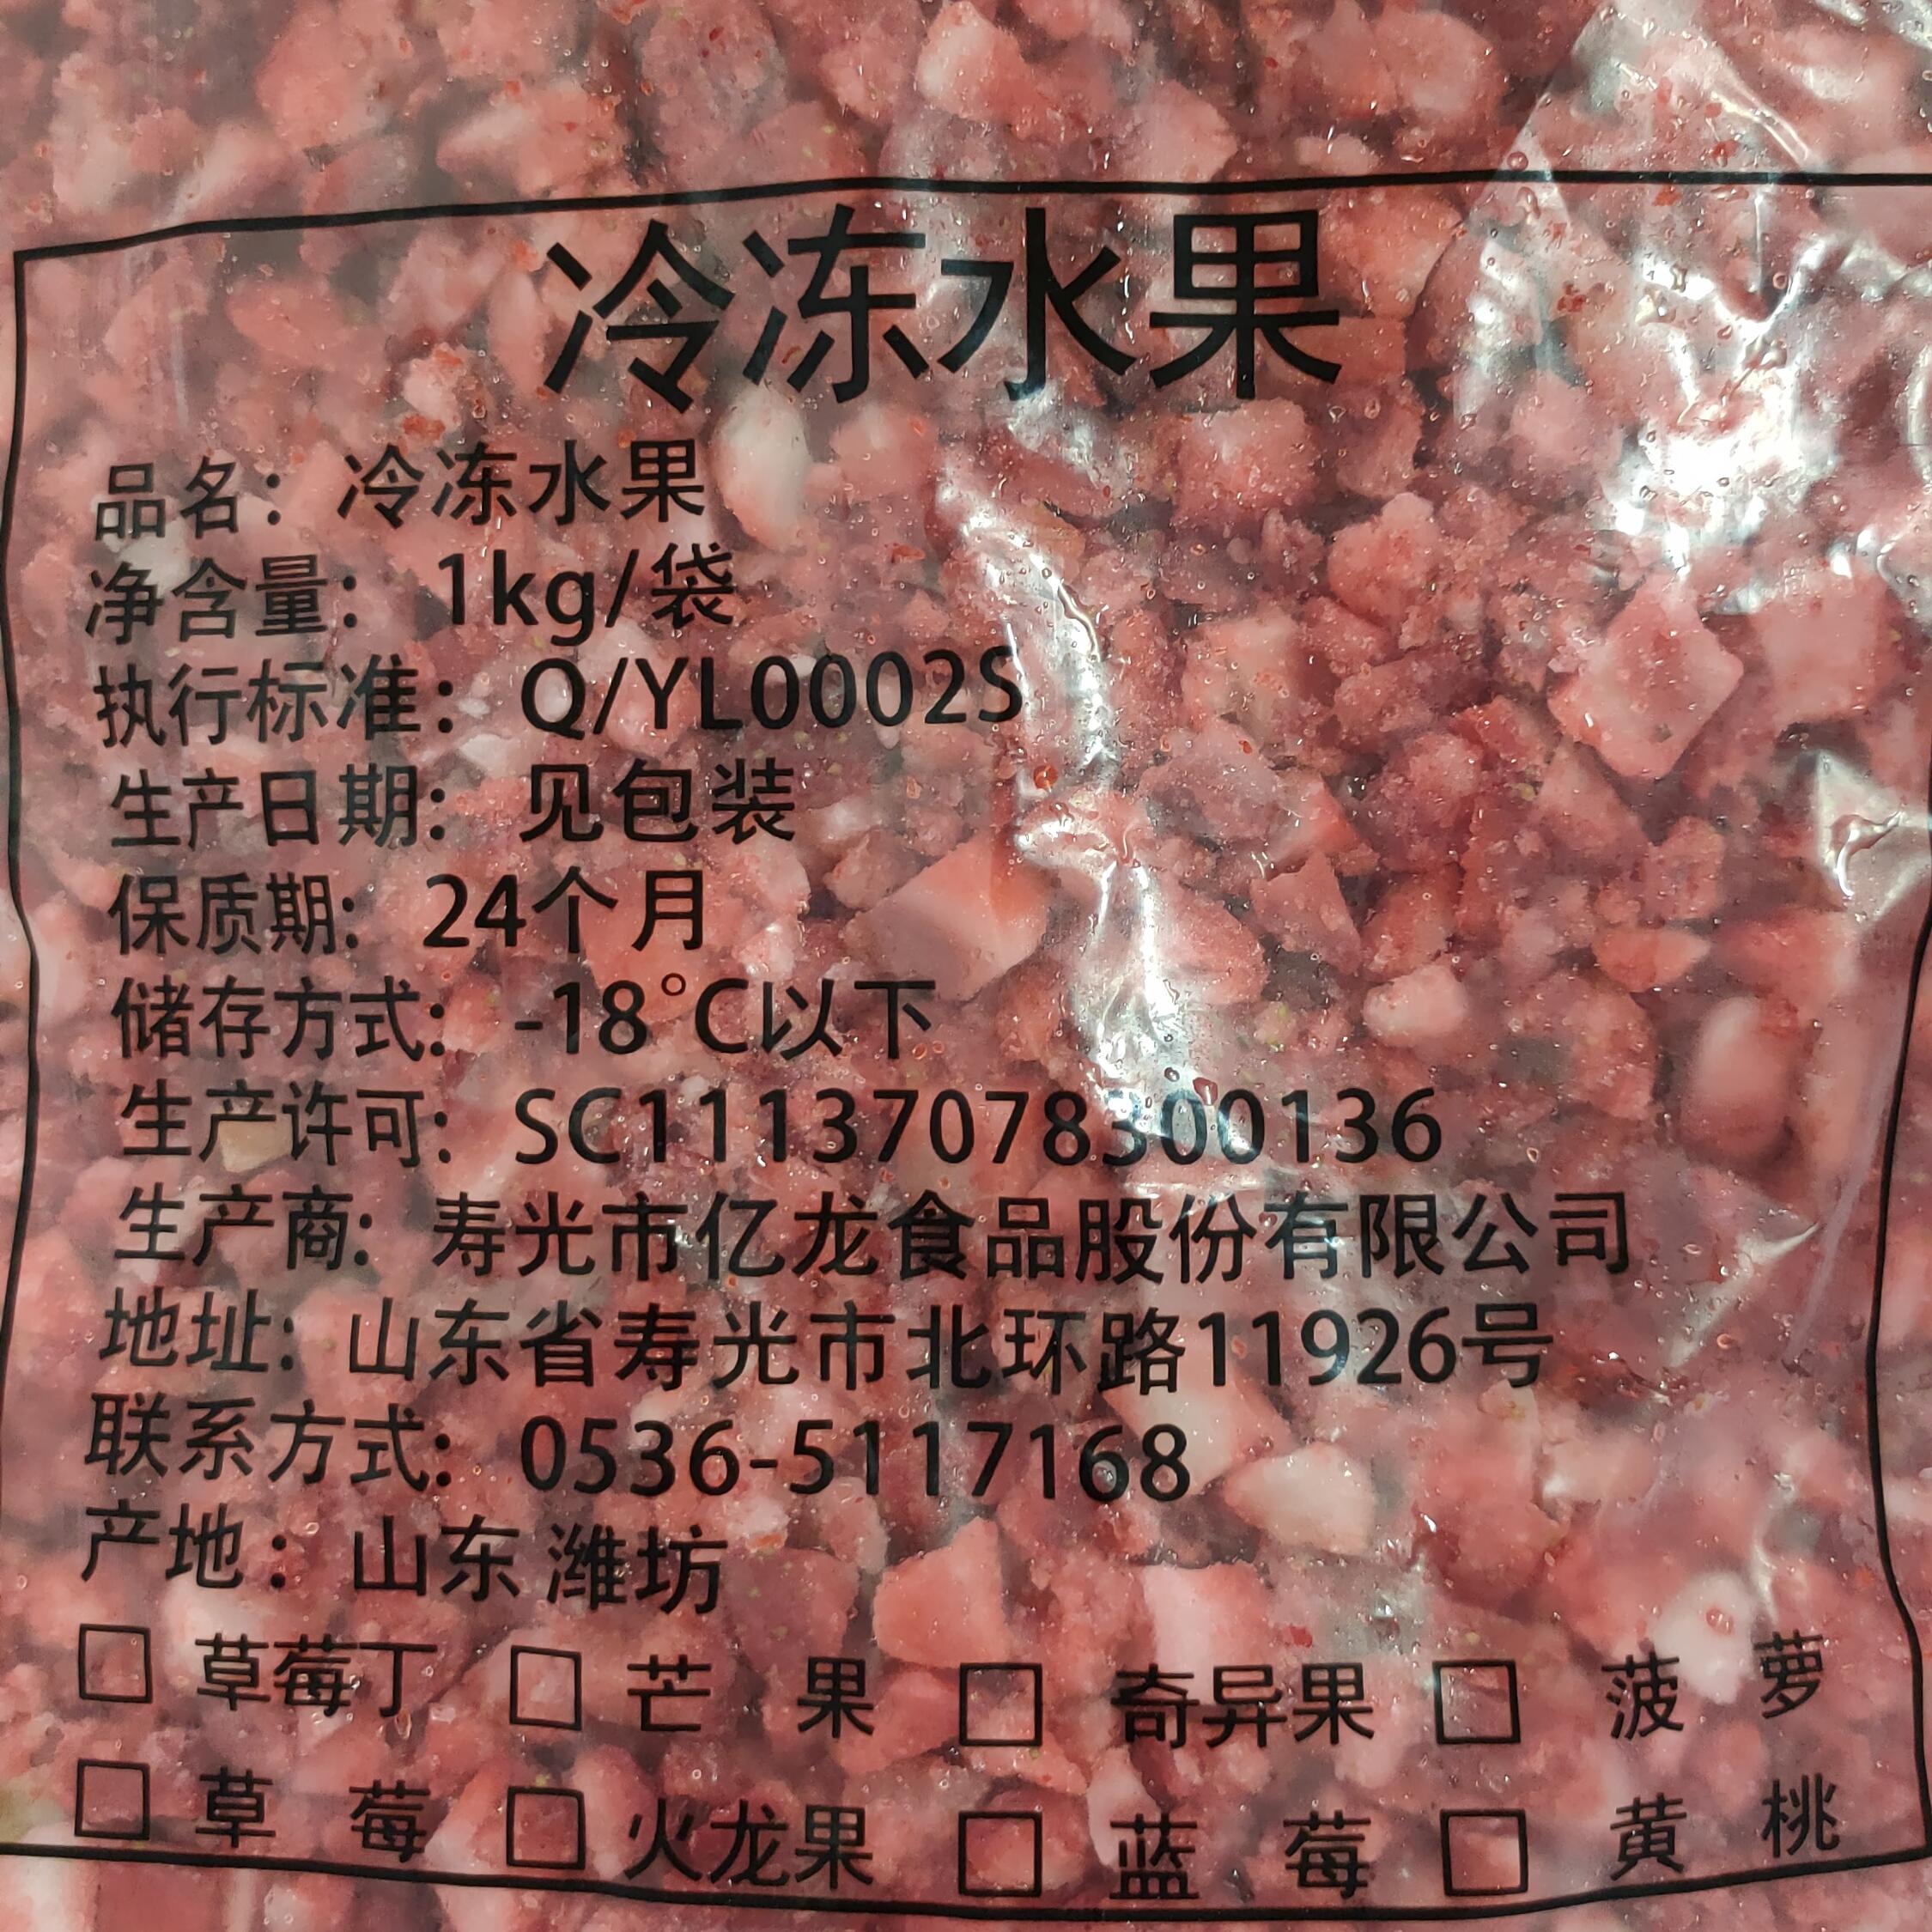 冷冻水果
品名：冷冻水果
净含量：1kg/袋
执行标准：Q/YL0002S
生产日期：见包装
保质期：24个月
储存方式：-18°C以下
生产许可：SC11137078300136
生产商：寿光市亿龙食品股份有限公司
地址：山东省寿光市北环路11926号
联系方式：0536-5117168
产地：山东潍坊
□ 草莓丁 □ 芒果 □ 奇异果 □ 菠萝
□ 草莓 □ 火龙果 □ 蓝莓 □ 黄桃